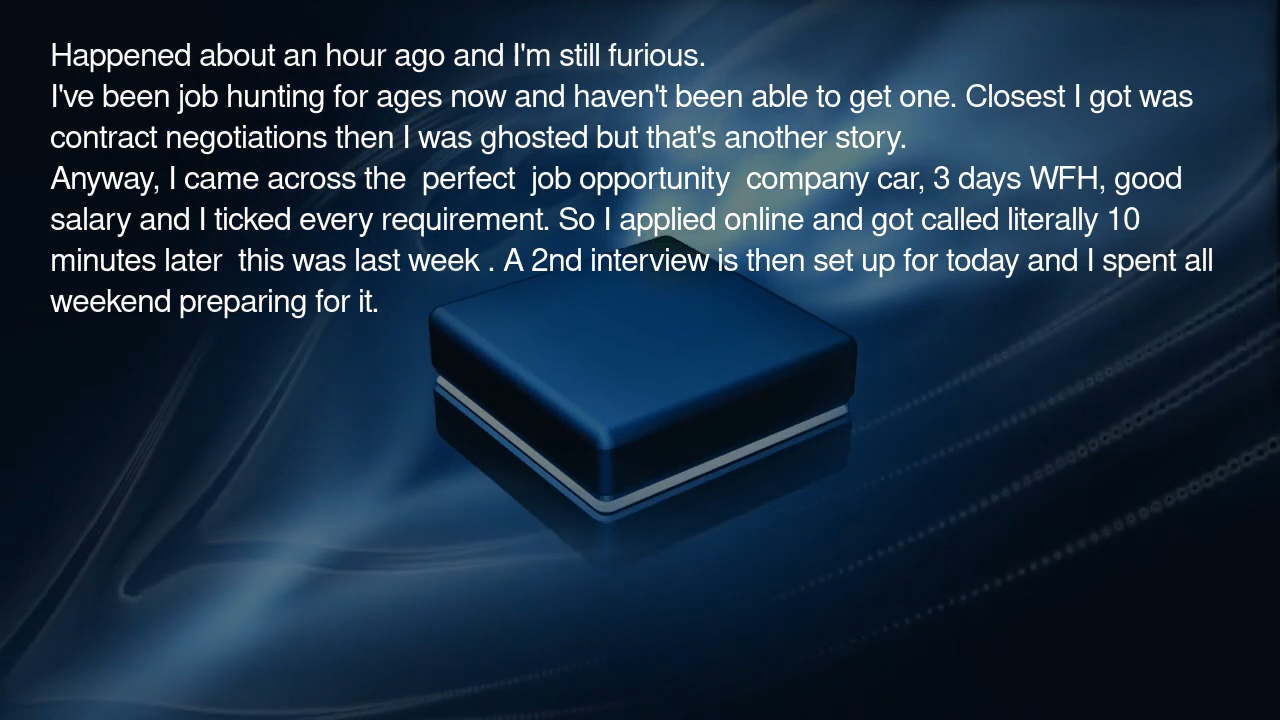 Happened about an hour ago and I'm still furious.
I've been job hunting for ages now and haven't been able to get one. Closest I got was
contract negotiations then I was ghosted but that's another story.
Anyway, I came across the  perfect  job opportunity  company car, 3 days WFH, good
salary and I ticked every requirement. So I applied online and got called literally 10
minutes later  this was last week . A 2nd interview is then set up for today and I spent all
weekend preparing for it.